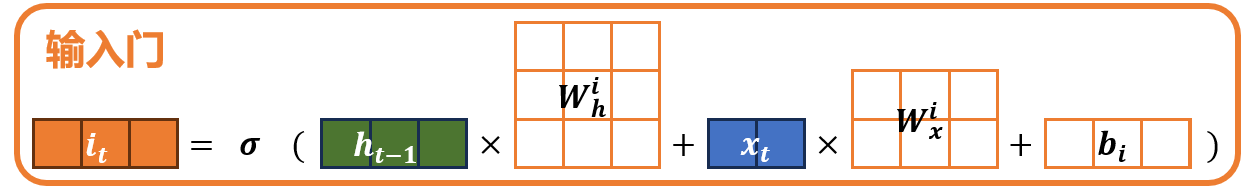 输入门
i_t = σ ( h_{t-1} × W_h^i + x_t × W_x^i + b_i )